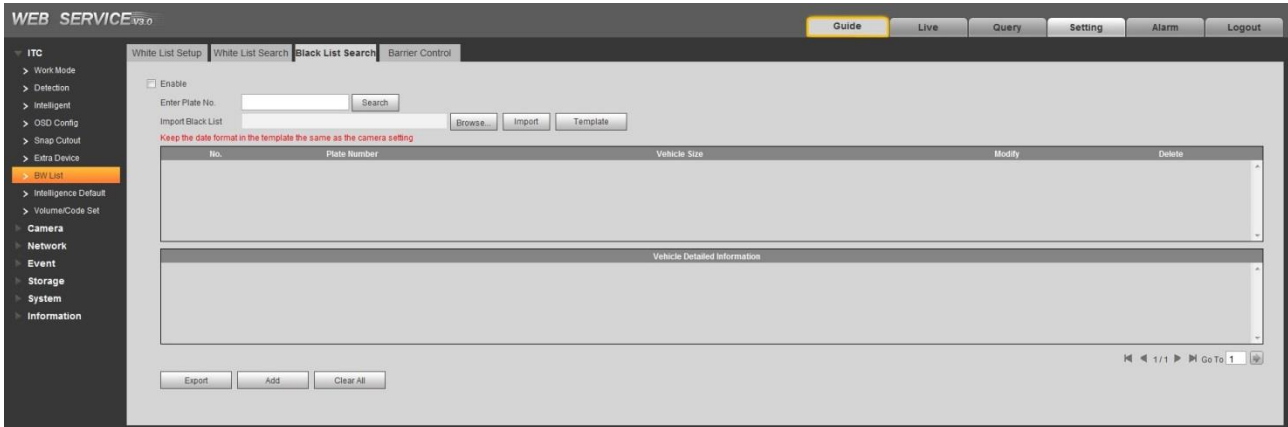 WEB SERVICE V3.0
Guide Live Query Setting Alarm Logout
ITC
Work Mode
Detection
Intelligent
OSD Config
Snap Cutout
Extra Device
BW List
Intelligence Default
Volume/Code Set
Camera
Network
Event
Storage
System
Information
White List Setup White List Search Black List Search Barrier Control
Enable
Enter Plate No. Search
Import Black List Browse... Import Template
Keep the date format in the template the same as the camera setting
No. Plate Number Vehicle Size Modify Delete
Vehicle Detailed Information
1/1 Go To 1
Export Add Clear All